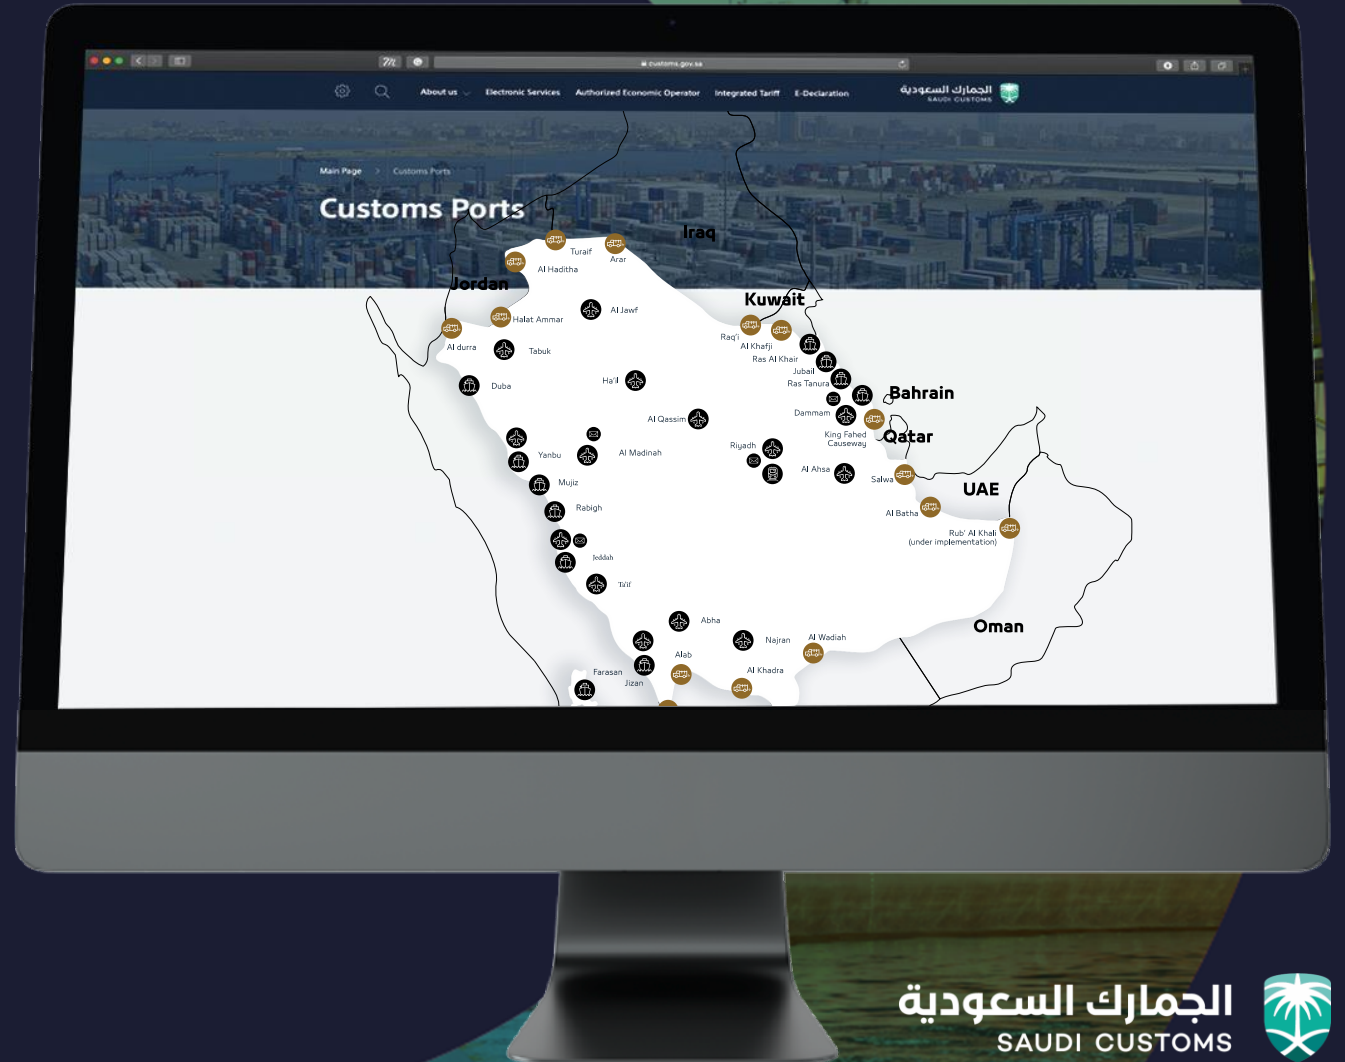 customs.gov.sa
About us
Electronic Services
Authorized Economic Operator
Integrated Tariff
E-Declaration
الجمارك السعودية
SAUDI CUSTOMS
Main Page > Customs Ports
Customs Ports
Iraq
Turaif
Arar
Al Haditha
Jordan
Kuwait
Al Jawf
Halat Ammar
Raq'i
Al Khafji
Al durra
Tabuk
Ras Al Khair
Jubail
Ha'il
Ras Tanura
Duba
Bahrain
Dammam
Al Qassim
King Fahed
Causeway
Qatar
Riyadh
Yanbu
Al Madinah
Al Ahsa
Salwa
Mujiz
UAE
Rabigh
Al Batha
Rub' Al Khali
(under implementation)
Jeddah
Ta'if
Abha
Oman
Najran
Al Wadiah
Alab
Al Khadra
Farasan
Jizan
الجمارك السعودية
SAUDI CUSTOMS